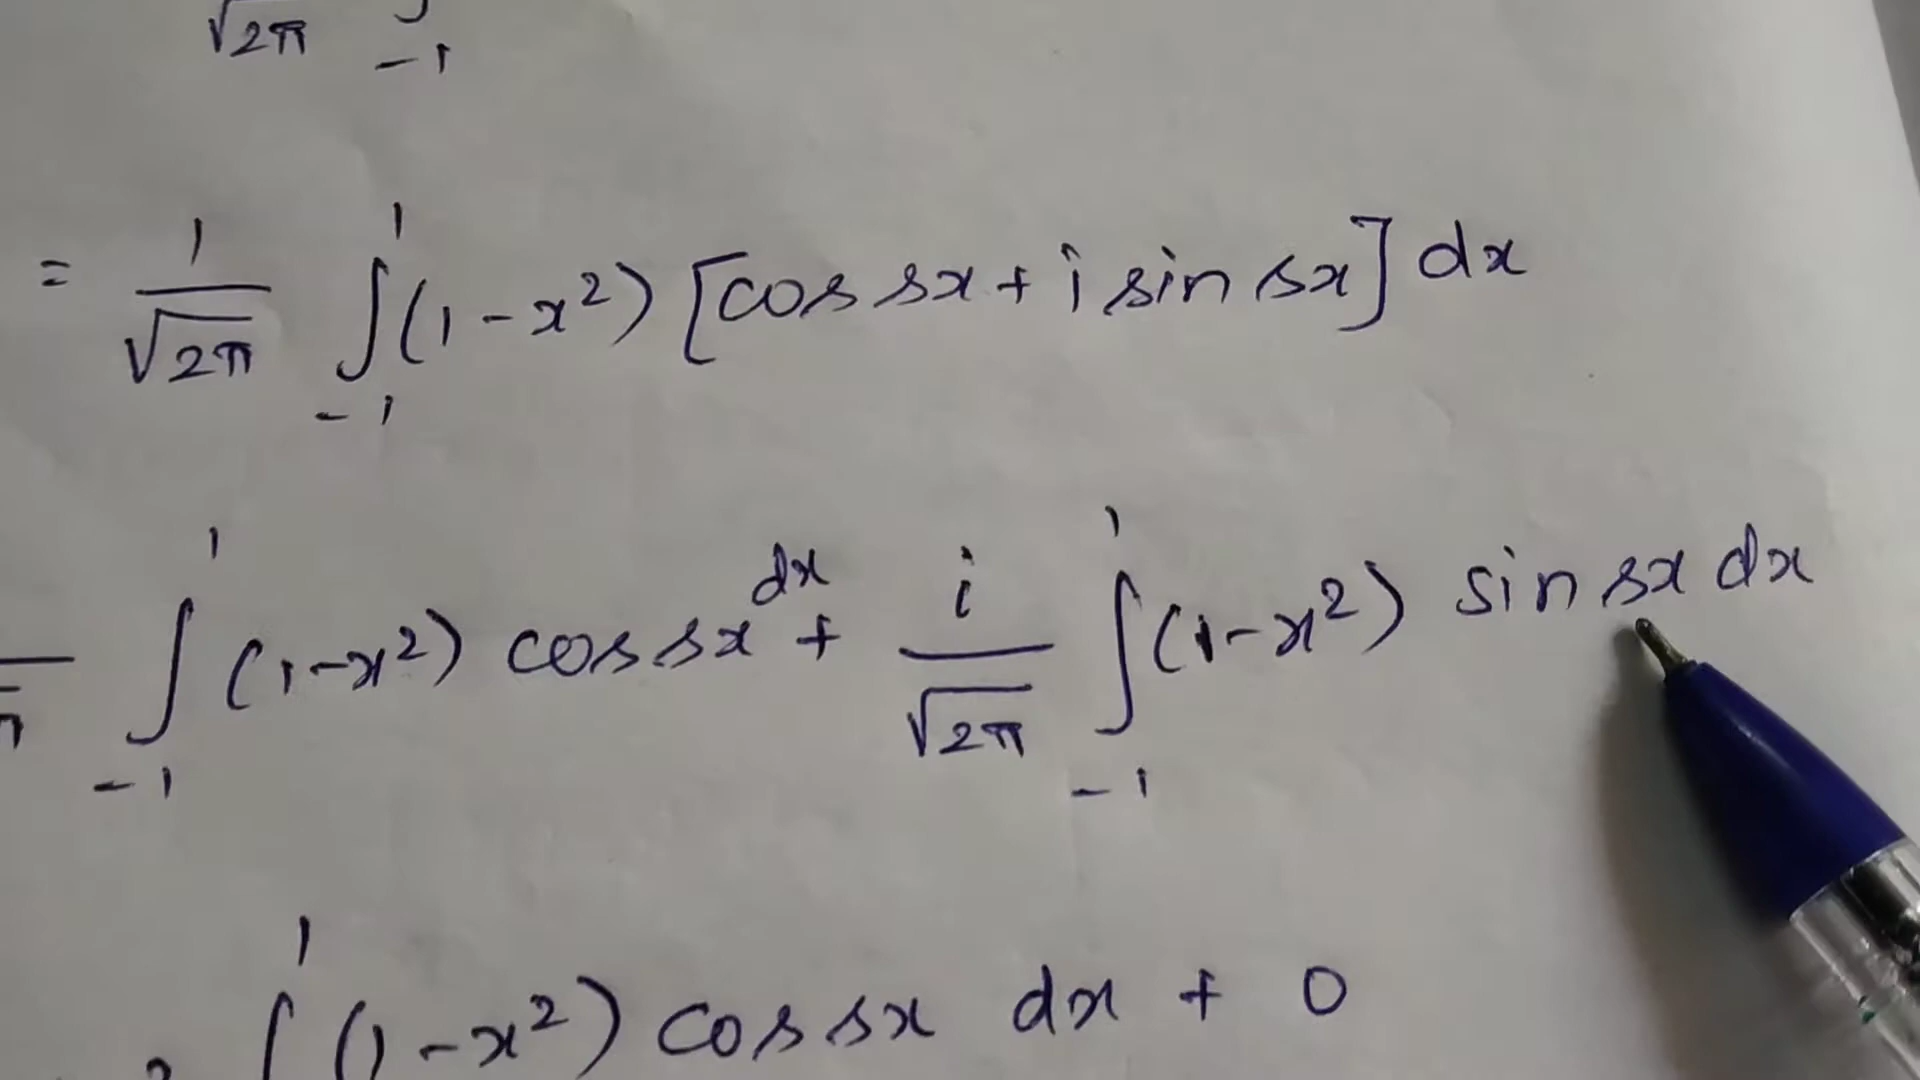 √2π ∫ -1
= 1/√2π ∫_{-1}^{1} (1-x²) [cos sx + i sin sx] dx
∫_{-1}^{1} (1-x²) cos sx dx + i/√2π ∫_{-1}^{1} (1-x²) sin sx dx
∫^{1} (1-x²) cos sx dx + 0